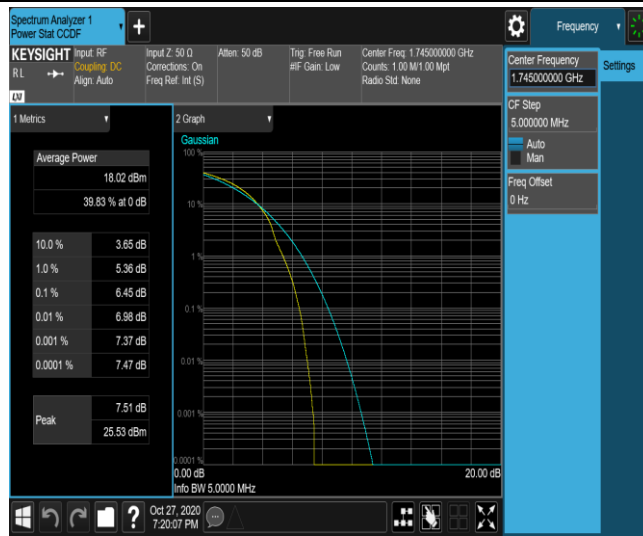 Spectrum Analyzer 1
Power Stat CCDF
Frequency
KEYSIGHT
RL
LXI
Input: RF
Coupling: DC
Align: Auto
Input Z: 50 Ω
Corrections: On
Freq Ref: Int (S)
Atten: 50 dB
Trig: Free Run
#IF Gain: Low
Center Freq: 1.745000000 GHz
Counts: 1.00 M/1.00 Mpt
Radio Std: None
Center Frequency
1.745000000 GHz
Settings
CF Step
5.000000 MHz
Auto
Man
Freq Offset
0 Hz
1 Metrics
Average Power
18.02 dBm
39.83 % at 0 dB
10.0 % 3.65 dB
1.0 % 5.36 dB
0.1 % 6.45 dB
0.01 % 6.98 dB
0.001 % 7.37 dB
0.0001 % 7.47 dB
Peak
7.51 dB
25.53 dBm
2 Graph
Gaussian
100 %
10 %
1 %
0.1 %
0.01 %
0.001 %
0.0001 %
0.00 dB 20.00 dB
Info BW 5.0000 MHz
?
Oct 27, 2020
7:20:07 PM